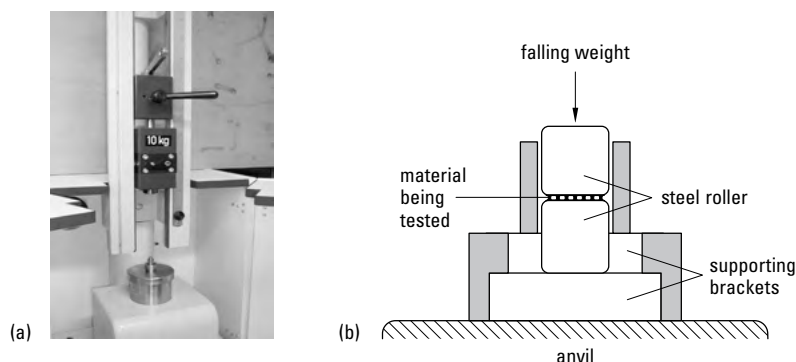 10 kg
(a)
falling weight
material
being
tested
steel roller
supporting
brackets
(b)
anvil